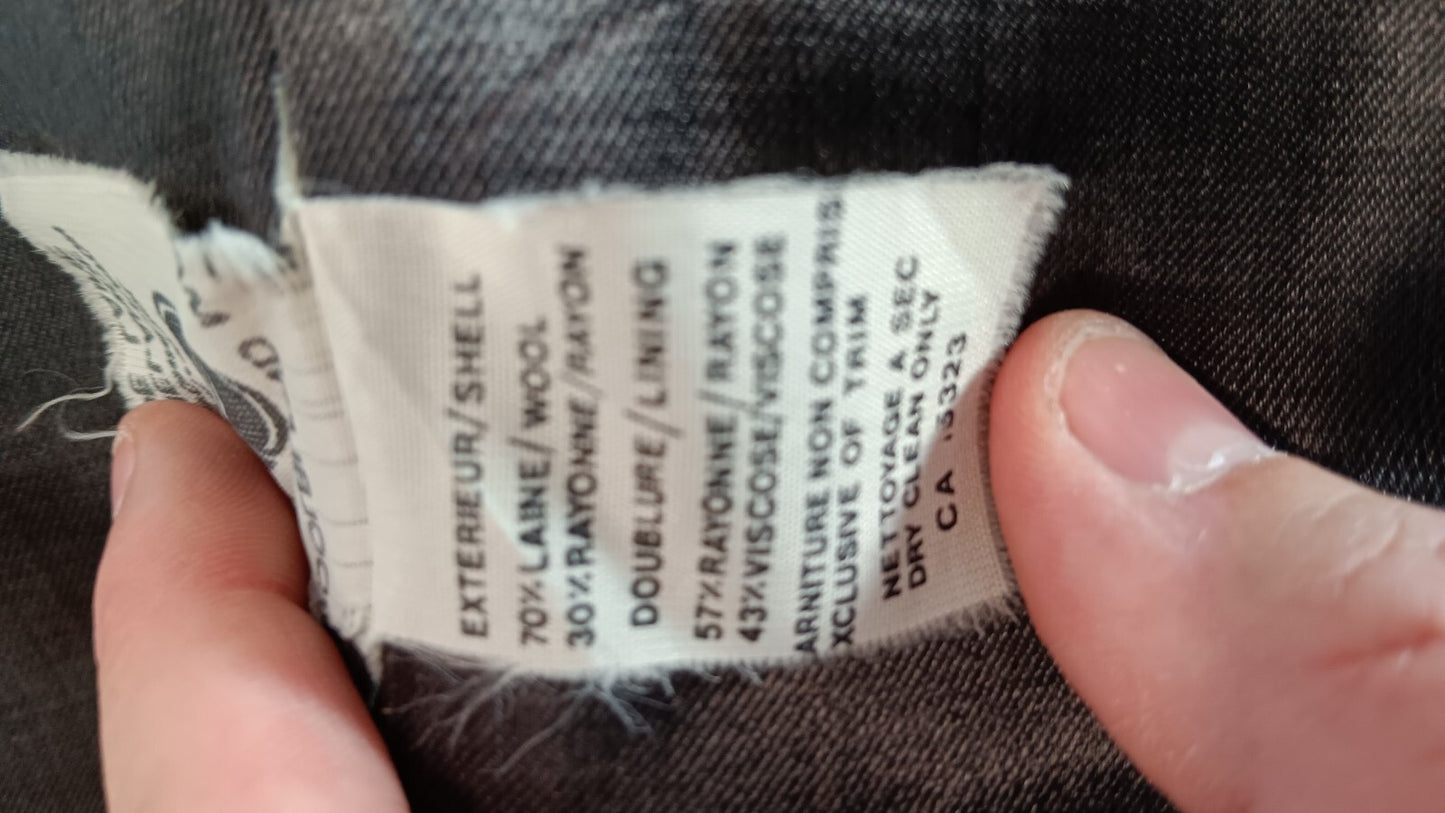 EXTERIEUR/SHELL
70% LAINE/WOOL
30% RAYONNE/RAYON
DOUBLURE/LINING
57% RAYONNE/RAYON
43% VISCOSE/VISCOSE
ARNITURE NON COMPRIS
XCLUSIVE OF TRIM
NETTOYAGE A SEC
DRY CLEAN ONLY
CA